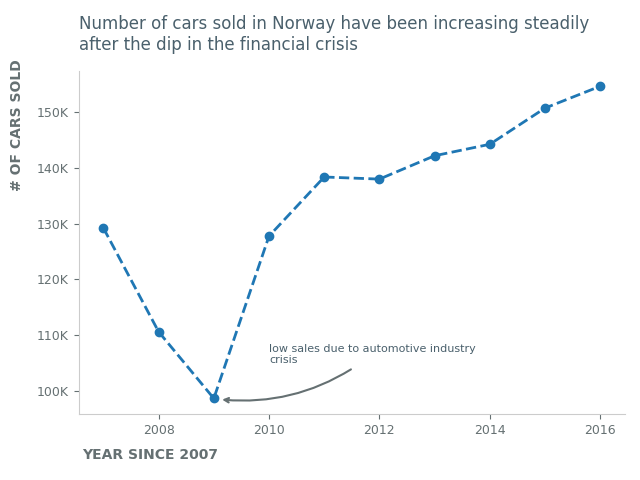 Number of cars sold in Norway have been increasing steadily
after the dip in the financial crisis
# OF CARS SOLD
150K
140K
130K
120K
110K
100K
low sales due to automotive industry
crisis
2008
2010
2012
2014
2016
YEAR SINCE 2007